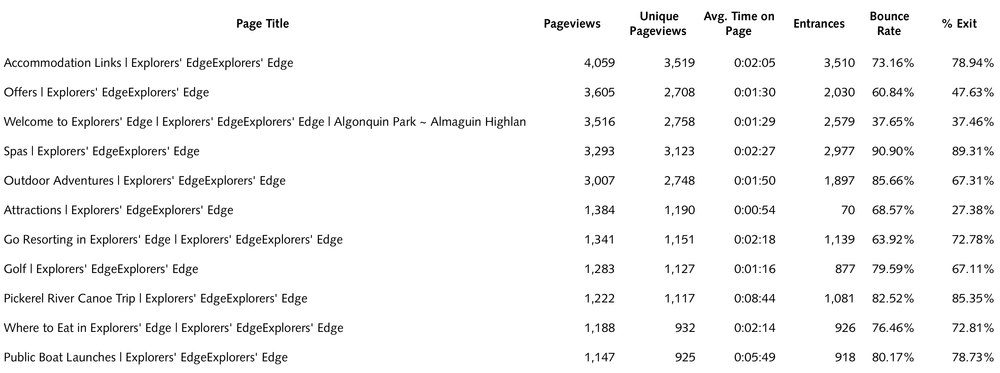 Page Title Pageviews Unique Pageviews Avg. Time on Page Entrances Bounce Rate % Exit
Accommodation Links | Explorers' EdgeExplorers' Edge 4,059 3,519 0:02:05 3,510 73.16% 78.94%
Offers | Explorers' EdgeExplorers' Edge 3,605 2,708 0:01:30 2,030 60.84% 47.63%
Welcome to Explorers' Edge | Explorers' EdgeExplorers' Edge | Algonquin Park ~ Almaguin Highlan 3,516 2,758 0:01:29 2,579 37.65% 37.46%
Spas | Explorers' EdgeExplorers' Edge 3,293 3,123 0:02:27 2,977 90.90% 89.31%
Outdoor Adventures | Explorers' EdgeExplorers' Edge 3,007 2,748 0:01:50 1,897 85.66% 67.31%
Attractions | Explorers' EdgeExplorers' Edge 1,384 1,190 0:00:54 70 68.57% 27.38%
Go Resorting in Explorers' Edge | Explorers' EdgeExplorers' Edge 1,341 1,151 0:02:18 1,139 63.92% 72.78%
Golf | Explorers' EdgeExplorers' Edge 1,283 1,127 0:01:16 877 79.59% 67.11%
Pickerel River Canoe Trip | Explorers' EdgeExplorers' Edge 1,222 1,117 0:08:44 1,081 82.52% 85.35%
Where to Eat in Explorers' Edge | Explorers' EdgeExplorers' Edge 1,188 932 0:02:14 926 76.46% 72.81%
Public Boat Launches | Explorers' EdgeExplorers' Edge 1,147 925 0:05:49 918 80.17% 78.73%